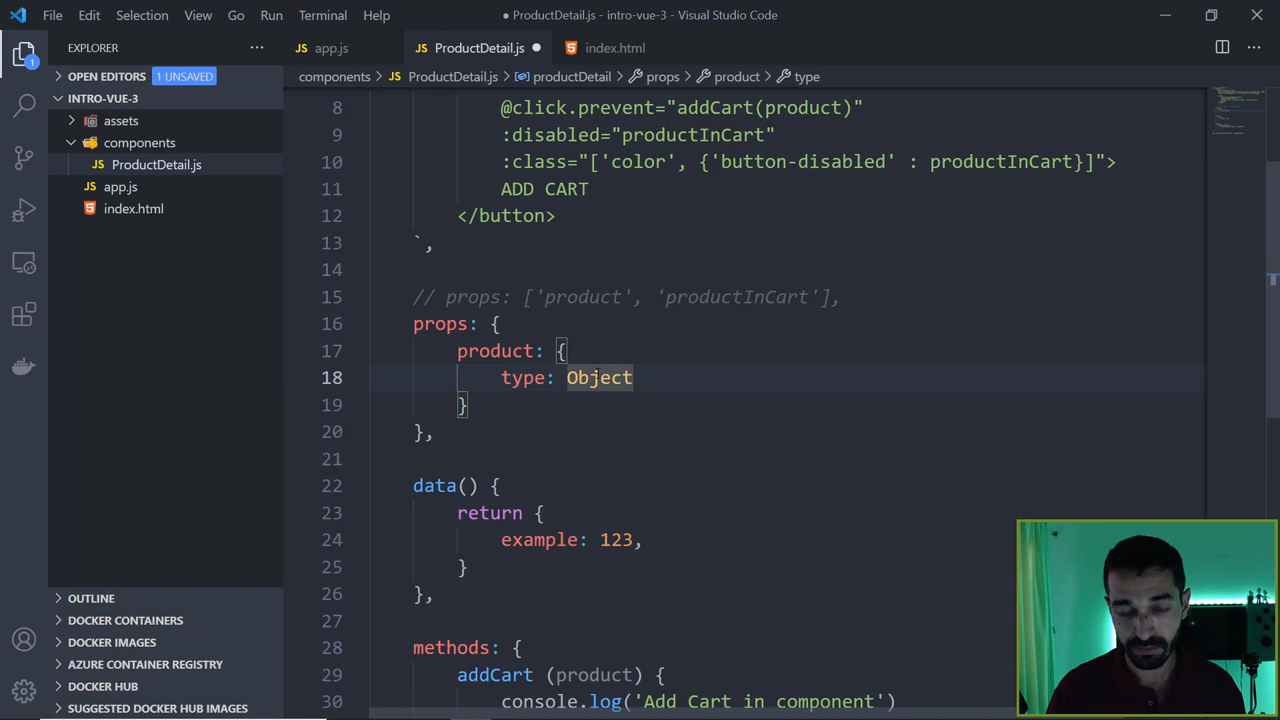 File Edit Selection View Go Run Terminal Help
● ProductDetail.js - intro-vue-3 - Visual Studio Code
EXPLORER
JS app.js
JS ProductDetail.js
index.html
OPEN EDITORS 1 UNSAVED
components > JS ProductDetail.js > productDetail > props > product > type
INTRO-VUE-3
assets
components
JS ProductDetail.js
JS app.js
index.html
1
8 @click.prevent="addCart(product)"
9 :disabled="productInCart"
10 :class="['color', {'button-disabled' : productInCart}]">
11 ADD CART
12 </button>
13 `,
14
15 // props: ['product', 'productInCart'],
16 props: {
17 product: {
18 type: Object
19 }
20 },
21
22 data() {
23 return {
24 example: 123,
25 }
26 },
27
28 methods: {
29 addCart (product) {
30 console.log('Add Cart in component')
OUTLINE
DOCKER CONTAINERS
DOCKER IMAGES
AZURE CONTAINER REGISTRY
DOCKER HUB
SUGGESTED DOCKER HUB IMAGES